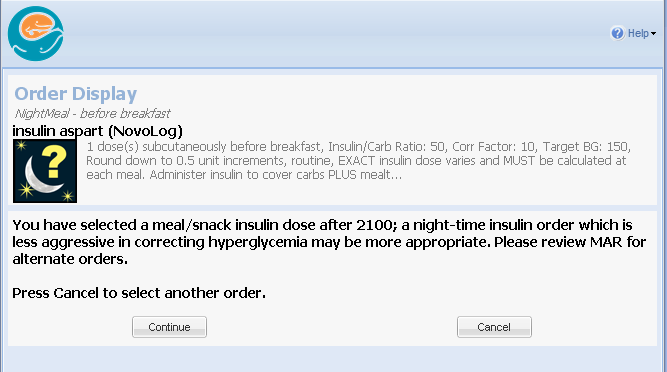 Help
Order Display
NightMeal - before breakfast
insulin aspart (NovoLog)
1 dose(s) subcutaneously before breakfast, Insulin/Carb Ratio: 50, Corr Factor: 10, Target BG: 150,
Round down to 0.5 unit increments, routine, EXACT insulin dose varies and MUST be calculated at
each meal. Administer insulin to cover carbs PLUS mealt...
You have selected a meal/snack insulin dose after 2100; a night-time insulin order which is
less aggressive in correcting hyperglycemia may be more appropriate. Please review MAR for
alternate orders.
Press Cancel to select another order.
Continue
Cancel